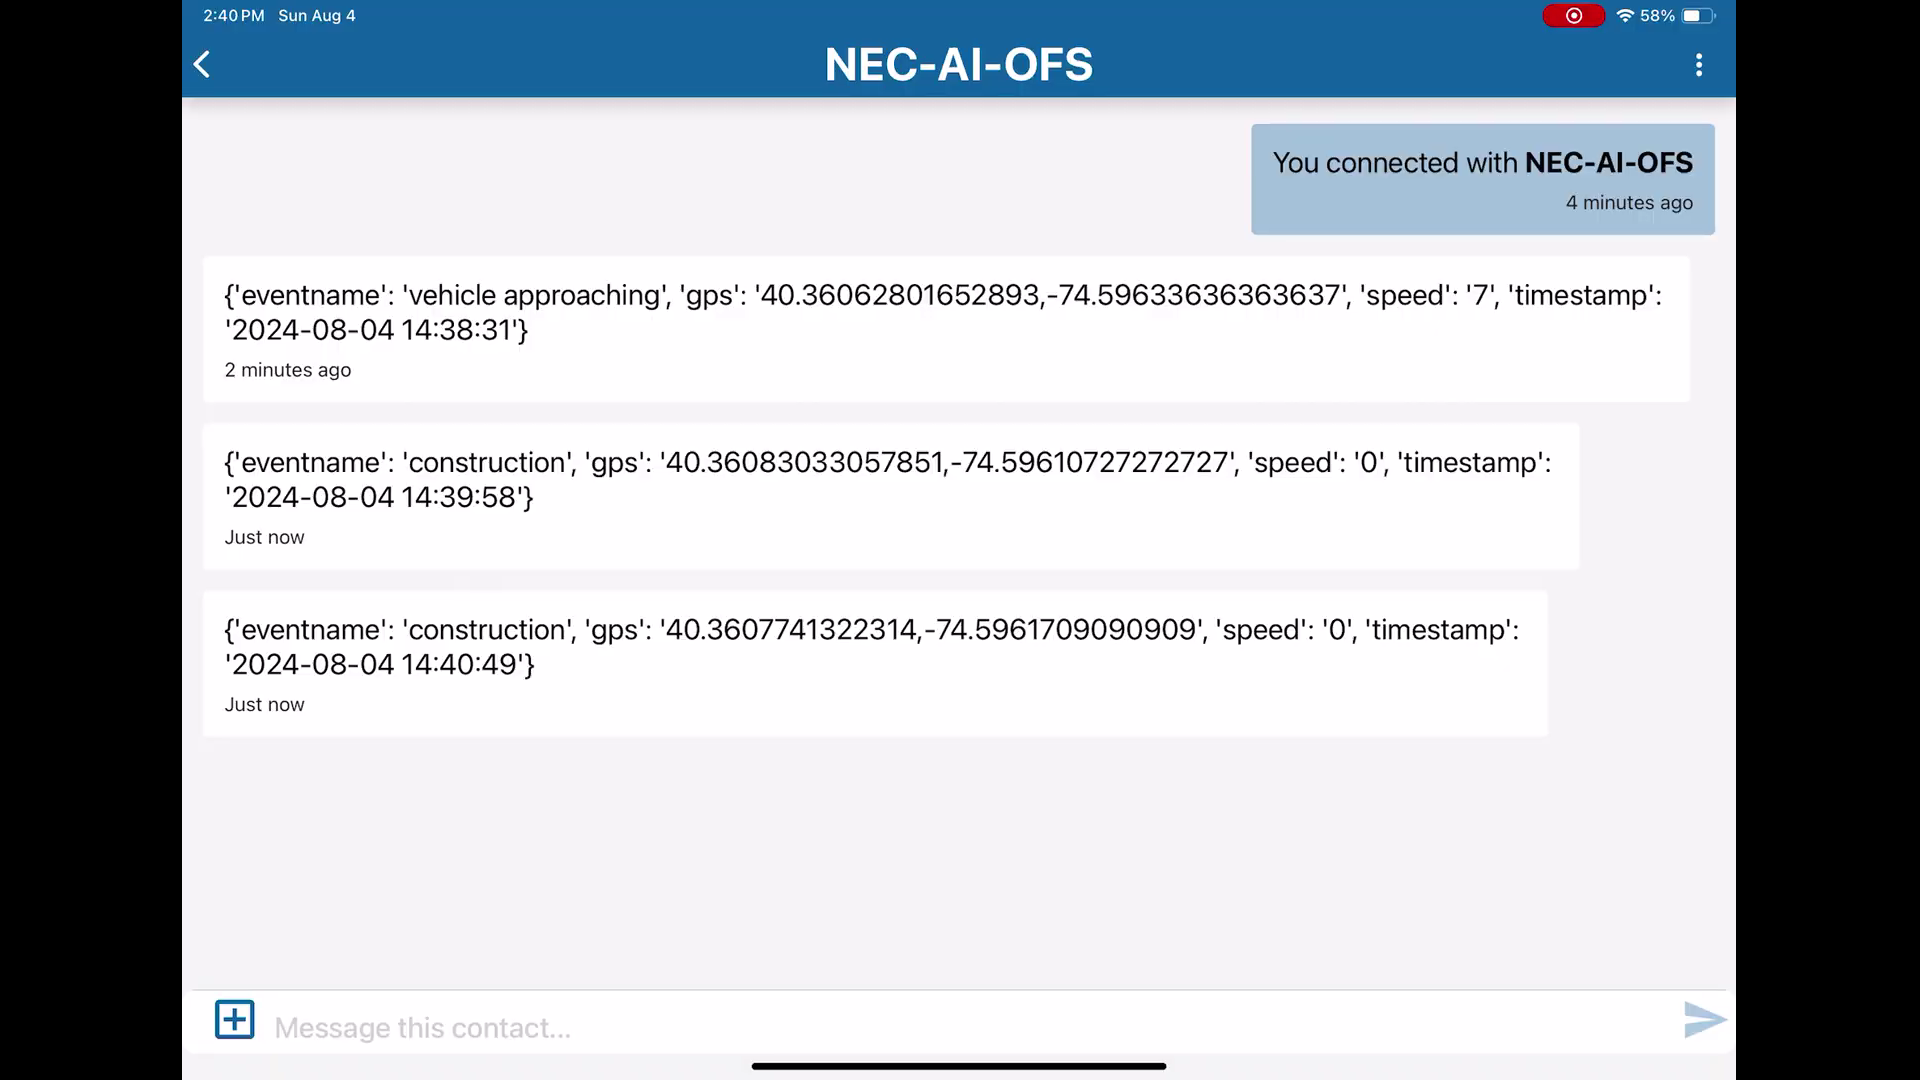 2:40 PM Sun Aug 4
58%
NEC-AI-OFS
You connected with NEC-AI-OFS
4 minutes ago
{'eventname': 'vehicle approaching', 'gps': '40.36062801652893,-74.59633636363637', 'speed': '7', 'timestamp':
'2024-08-04 14:38:31'}
2 minutes ago
{'eventname': 'construction', 'gps': '40.36083033057851,-74.59610727272727', 'speed': '0', 'timestamp':
'2024-08-04 14:39:58'}
Just now
{'eventname': 'construction', 'gps': '40.3607741322314,-74.5961709090909', 'speed': '0', 'timestamp':
'2024-08-04 14:40:49'}
Just now
Message this contact...